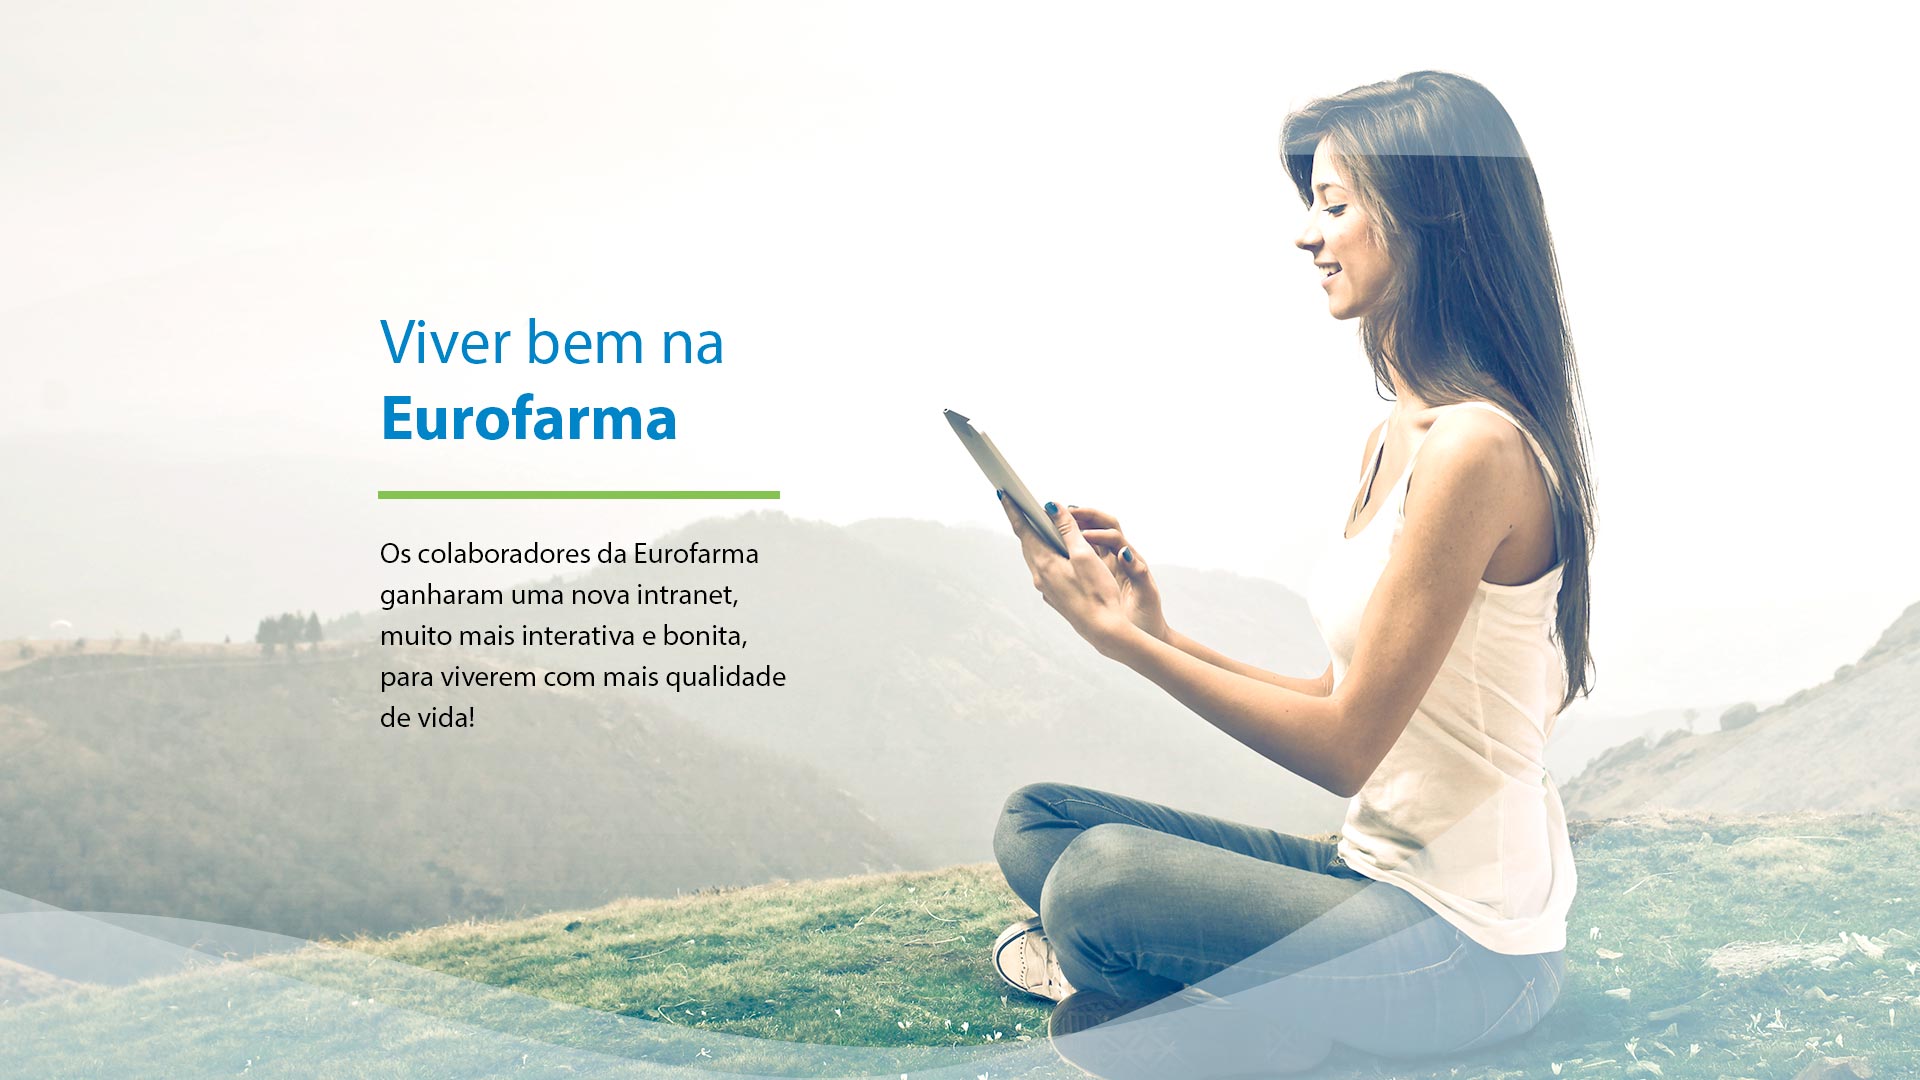 Viver bem na
Eurofarma
Os colaboradores da Eurofarma
ganharam uma nova intranet,
muito mais interativa e bonita,
para viverem com mais qualidade
de vida!